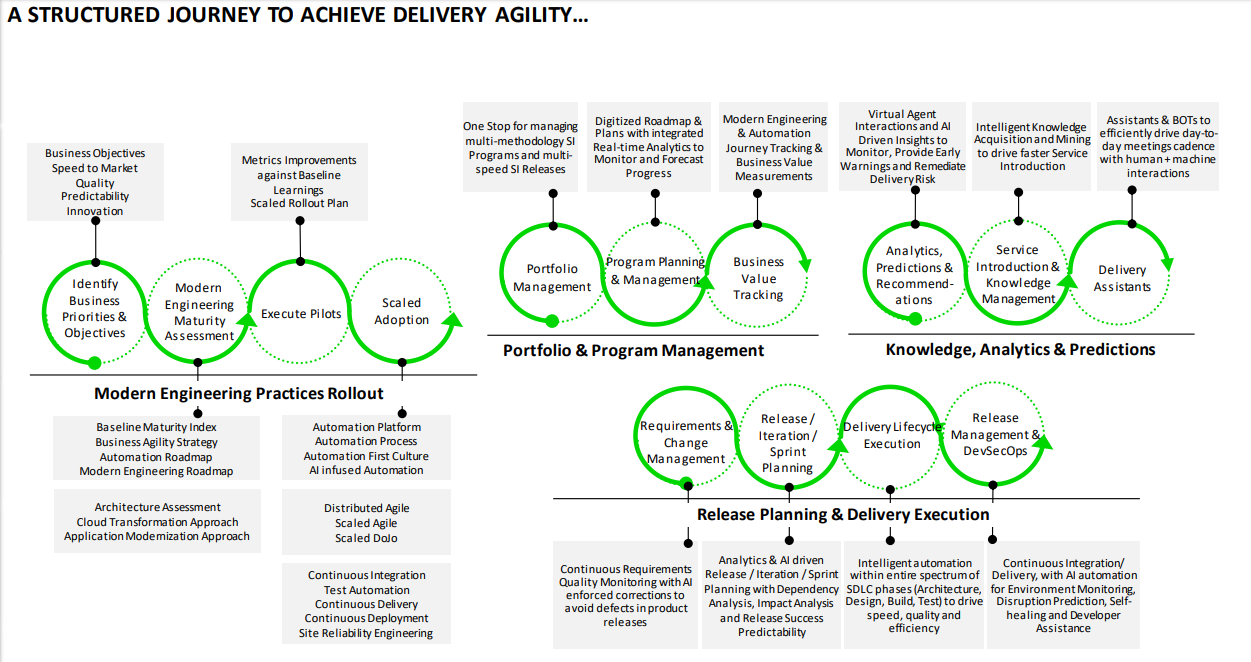 A STRUCTURED JOURNEY TO ACHIEVE DELIVERY AGILITY…
Business Objectives
Speed to Market
Quality
Predictability
Innovation
Metrics Improvements
against Baseline
Learnings
Scaled Rollout Plan
Identify
Business
Priorities &
Objectives
Modern
Engineering
Maturity
Assessment
Execute Pilots
Scaled
Adoption
Modern Engineering Practices Rollout
Baseline Maturity Index
Business Agility Strategy
Automation Roadmap
Modern Engineering Roadmap
Architecture Assessment
Cloud Transformation Approach
Application Modernization Approach
Automation Platform
Automation Process
Automation First Culture
AI infused Automation
Distributed Agile
Scaled Agile
Scaled DoJo
Continuous Integration
Test Automation
Continuous Delivery
Continuous Deployment
Site Reliability Engineering
One Stop for managing
multi-methodology SI
Programs and multi-
speed SI Releases
Digitized Roadmap &
Plans with integrated
Real-time Analytics to
Monitor and Forecast
Progress
Modern Engineering
& Automation
Journey Tracking &
Business Value
Measurements
Portfolio
Management
Program Planning
& Management
Business
Value
Tracking
Portfolio & Program Management
Virtual Agent
Interactions and AI
Driven Insights to
Monitor, Provide Early
Warnings and Remediate
Delivery Risk
Intelligent Knowledge
Acquisition and Mining
to drive faster Service
Introduction
Assistants & BOTs to
efficiently drive day-to-
day meetings cadence
with human + machine
interactions
Analytics,
Predictions &
Recommend-
ations
Service
Introduction &
Knowledge
Management
Delivery
Assistants
Knowledge, Analytics & Predictions
Requirements &
Change
Management
Release /
Iteration /
Sprint
Planning
Delivery Lifecycle
Execution
Release
Management &
DevSecOps
Release Planning & Delivery Execution
Continuous Requirements
Quality Monitoring with AI
enforced corrections to
avoid defects in product
releases
Analytics & AI driven
Release / Iteration / Sprint
Planning with Dependency
Analysis, Impact Analysis
and Release Success
Predictability
Intelligent automation
within entire spectrum of
SDLC phases (Architecture,
Design, Build, Test) to drive
speed, quality and
efficiency
Continuous Integration/
Delivery, with AI automation
for Environment Monitoring,
Disruption Prediction, Self-
healing and Developer
Assistance